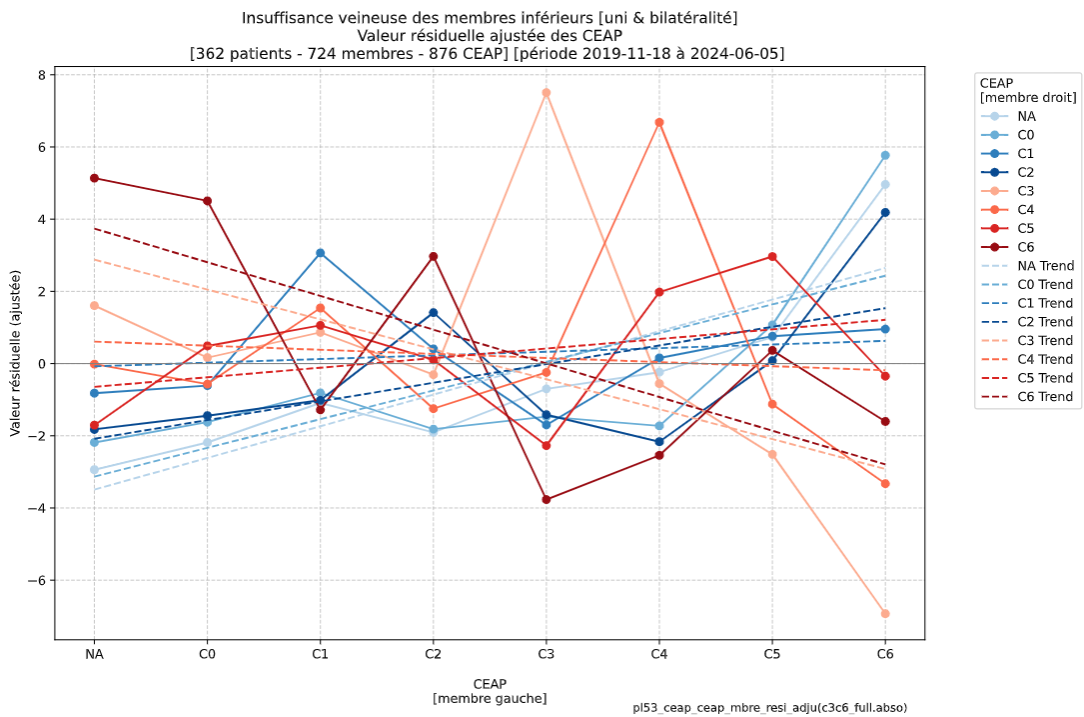 Insuffisance veineuse des membres inférieurs [uni & bilatéralité]
Valeur résiduelle ajustée des CEAP
[362 patients - 724 membres - 876 CEAP] [période 2019-11-18 à 2024-06-05]
Valeur résiduelle (ajustée)
8
6
4
2
0
−2
−4
−6
NA C0 C1 C2 C3 C4 C5 C6
CEAP
[membre gauche]
pl53_ceap_ceap_mbre_resi_adju(c3c6_full.abso)
CEAP
[membre droit]
NA
C0
C1
C2
C3
C4
C5
C6
NA Trend
C0 Trend
C1 Trend
C2 Trend
C3 Trend
C4 Trend
C5 Trend
C6 Trend